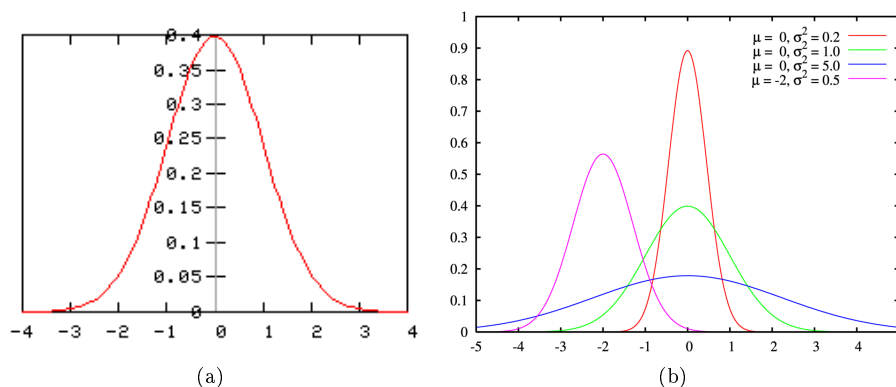 0.4
0.35
0.3
0.25
0.2
0.15
0.1
0.05
0
-4 -3 -2 -1 0 1 2 3 4
(a)
1
0.9
0.8
0.7
0.6
0.5
0.4
0.3
0.2
0.1
0
-5 -4 -3 -2 -1 0 1 2 3 4
μ = 0, σ² = 0.2
μ = 0, σ² = 1.0
μ = 0, σ² = 5.0
μ = -2, σ² = 0.5
(b)